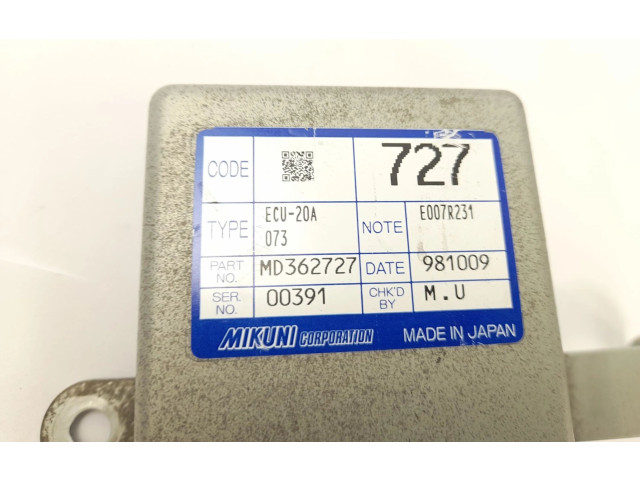 CODE 727
TYPE ECU-20A 073 NOTE E007R231
PART NO. MD362727 DATE 981009
SER. NO. 00391 CHK'D BY M.U
MIKUNI CORPORATION MADE IN JAPAN